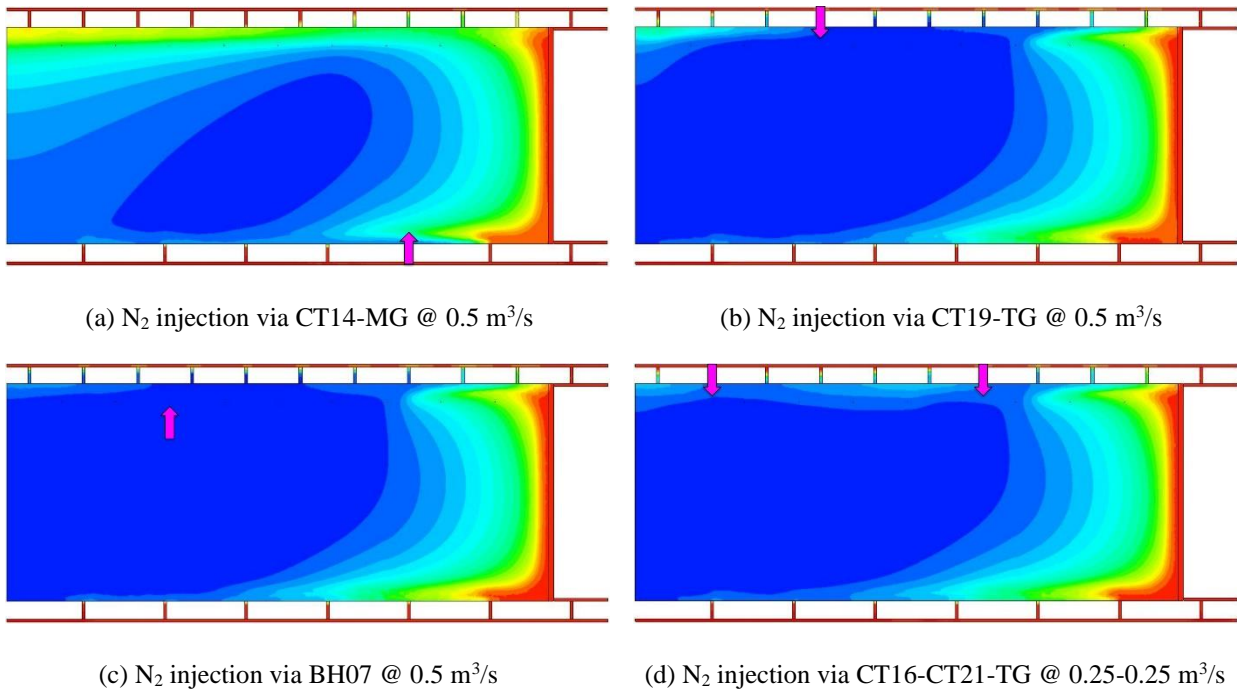 (a) N₂ injection via CT14-MG @ 0.5 m³/s
(b) N₂ injection via CT19-TG @ 0.5 m³/s
(c) N₂ injection via BH07 @ 0.5 m³/s
(d) N₂ injection via CT16-CT21-TG @ 0.25-0.25 m³/s